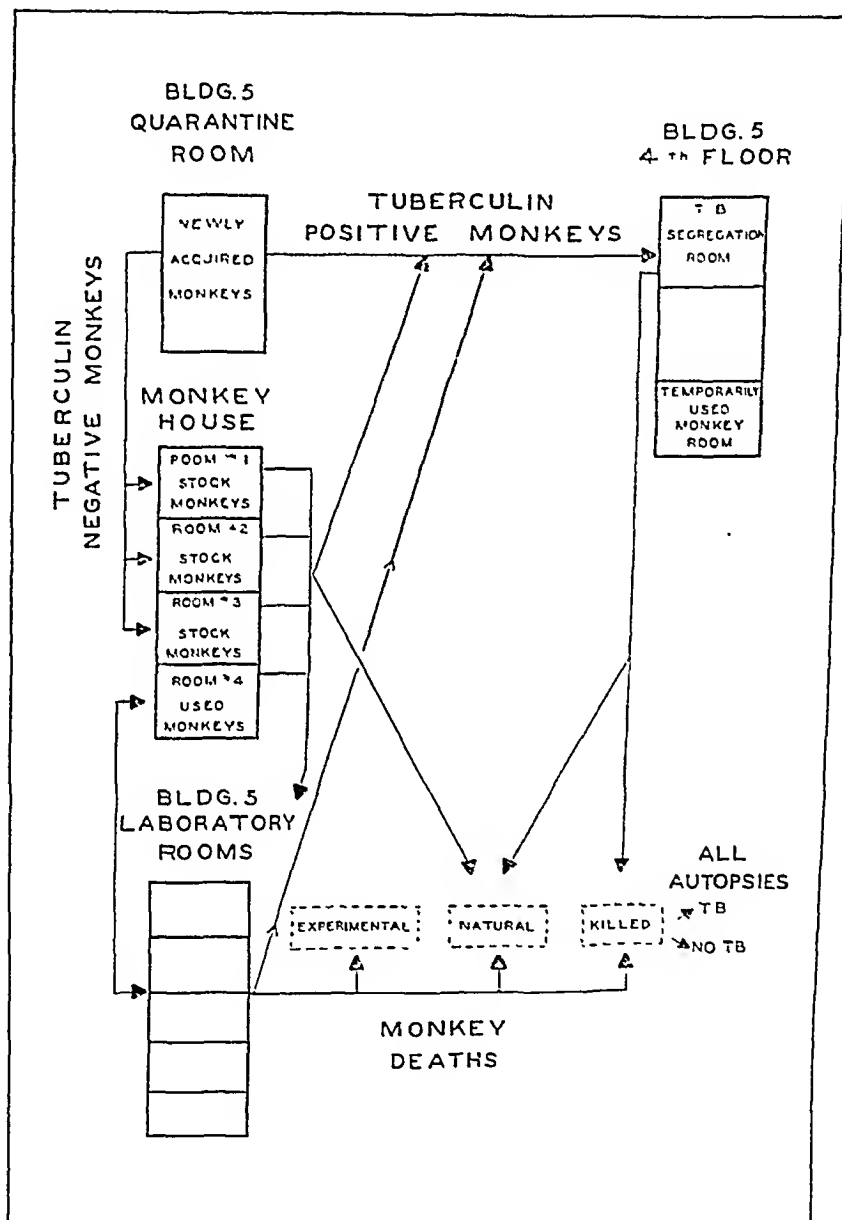 BLDG. 5
QUARANTINE
ROOM
BLDG. 5
4 TH FLOOR
NEWLY
ACQUIRED
MONKEYS
TUBERCULIN
POSITIVE MONKEYS
T B
SEGREGATION
ROOM
TEMPORARILY
USED
MONKEY
ROOM
TUBERCULIN
NEGATIVE MONKEYS
MONKEY
HOUSE
ROOM #1
STOCK
MONKEYS
ROOM #2
STOCK
MONKEYS
ROOM #3
STOCK
MONKEYS
ROOM #4
USED
MONKEYS
BLDG. 5
LABORATORY
ROOMS
EXPERIMENTAL
NATURAL
KILLED
ALL
AUTOPSIES
TB
NO TB
MONKEY
DEATHS